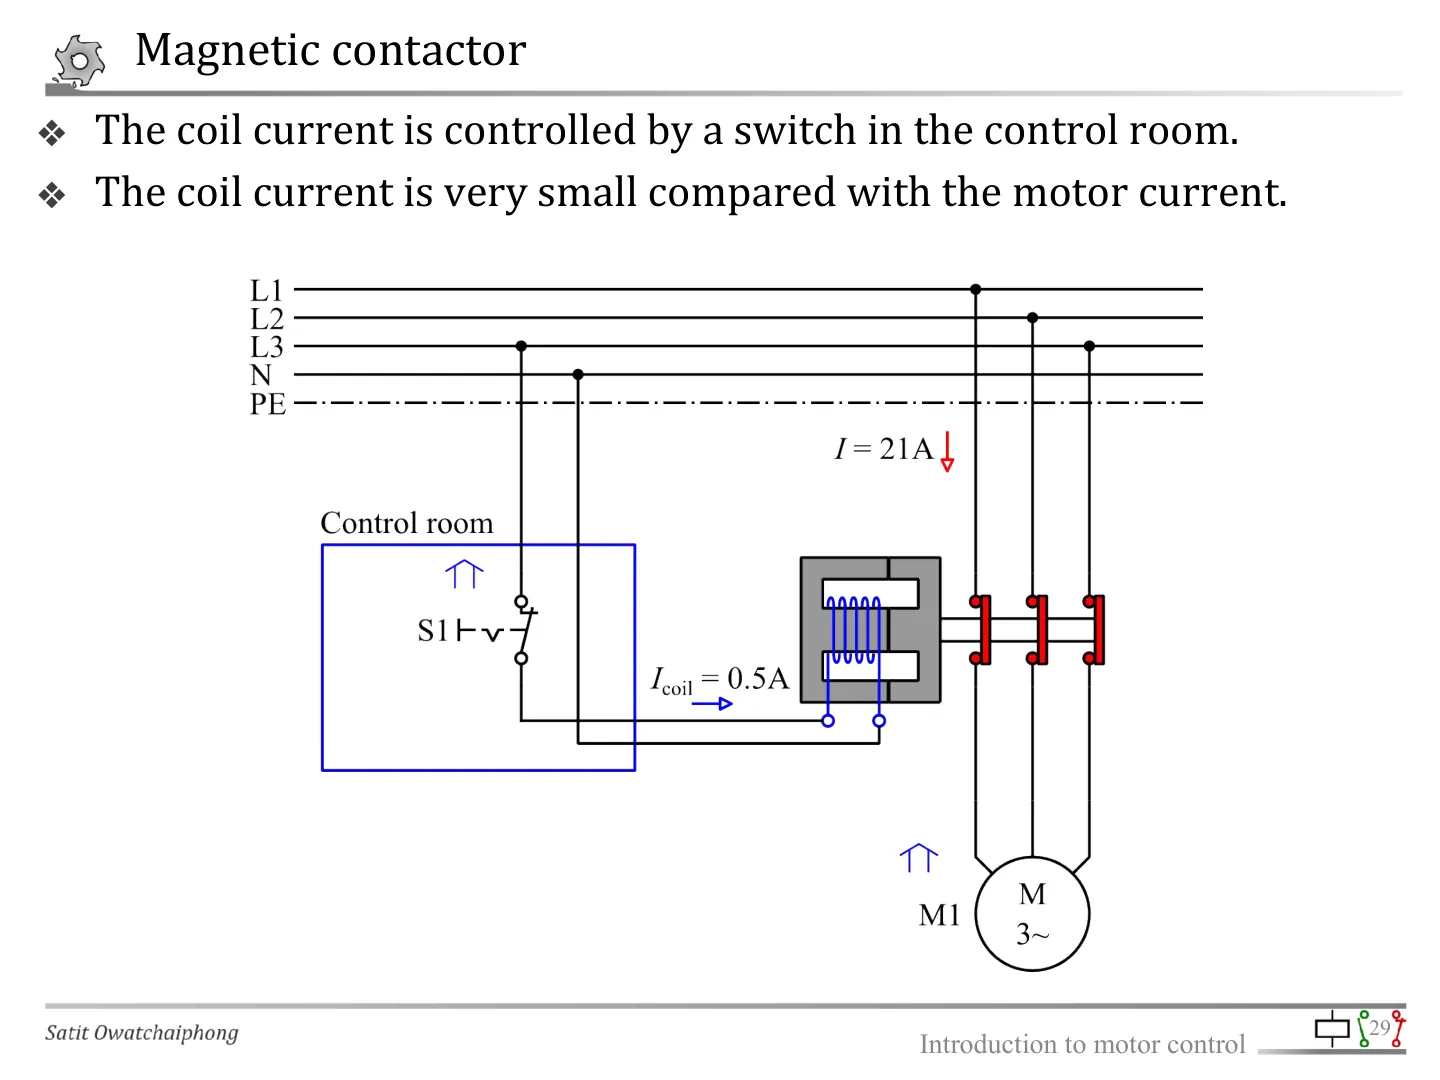 Magnetic contactor
❖ The coil current is controlled by a switch in the control room.
❖ The coil current is very small compared with the motor current.
L1
L2
L3
N
PE
I = 21A
Control room
S1
Icoil = 0.5A
M
3~
M1
Satit Owatchaiphong
Introduction to motor control
29